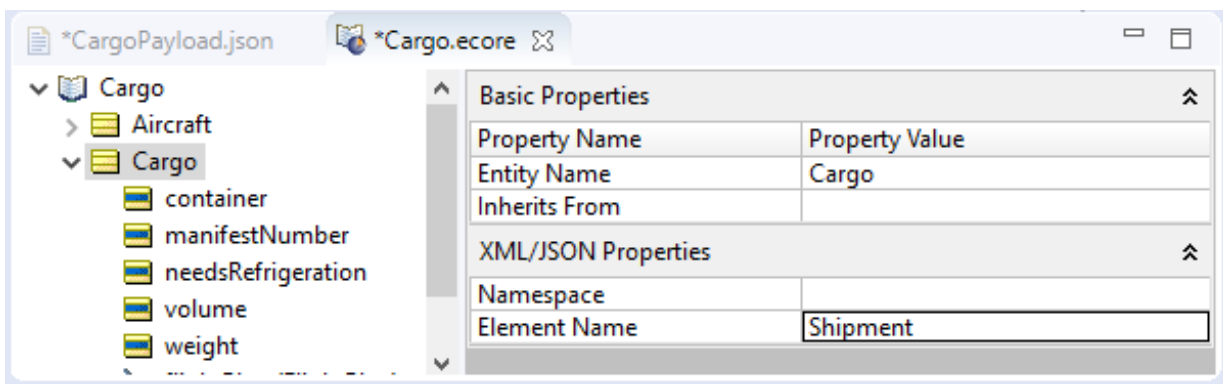 *CargoPayload.json
*Cargo.ecore
Cargo
Aircraft
Cargo
container
manifestNumber
needsRefrigeration
volume
weight
Basic Properties
Property Name Property Value
Entity Name Cargo
Inherits From
XML/JSON Properties
Namespace
Element Name Shipment